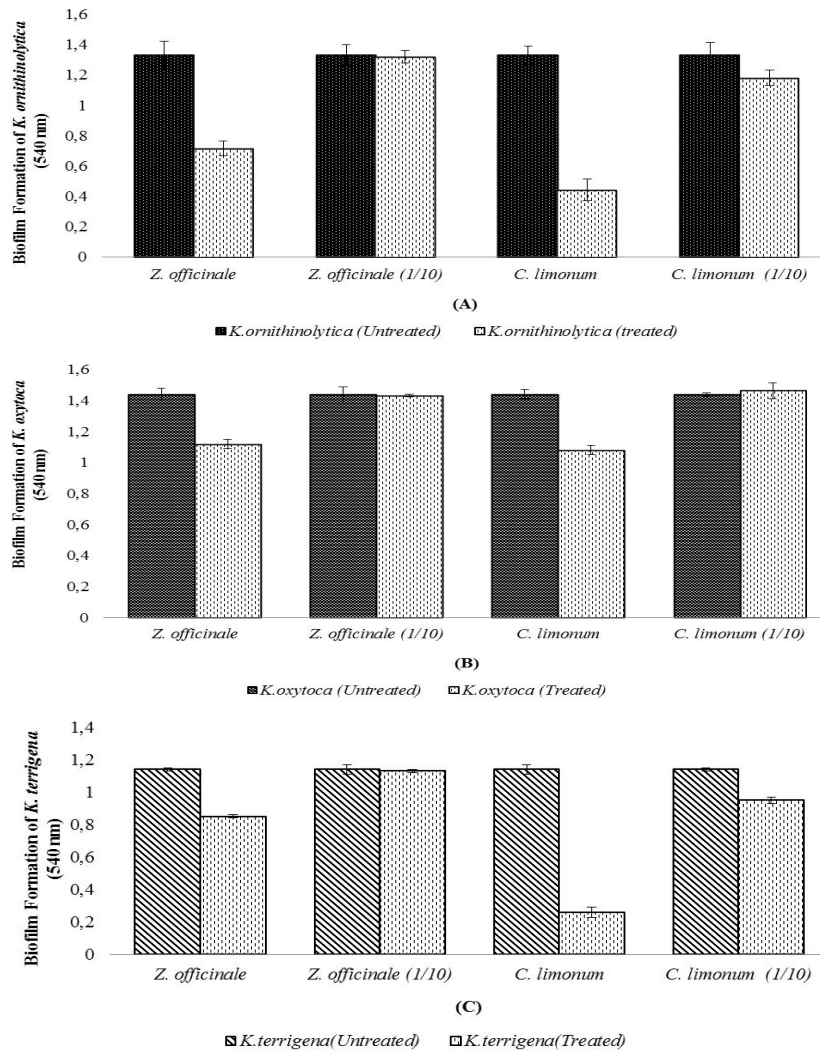 Biofilm Formation of K. ornithinolytica
(540 nm)
1,6
1,4
1,2
1
0,8
0,6
0,4
0,2
0
Z. officinale Z. officinale (1/10) C. limonum C. limonum (1/10)
(A)
K.ornithinolytica (Untreated) K.ornithinolytica (treated)
Biofilm Formation of K. oxytoca
(540 nm)
1,6
1,4
1,2
1
0,8
0,6
0,4
0,2
0
Z. officinale Z. officinale (1/10) C. limonum C. limonum (1/10)
(B)
K.oxytoca (Untreated) K.oxytoca (Treated)
Biofilm Formation of K. terrigena
(540 nm)
1,4
1,2
1
0,8
0,6
0,4
0,2
0
Z. officinale Z. officinale (1/10) C. limonum C. limonum (1/10)
(C)
K.terrigena(Untreated) K.terrigena(Treated)